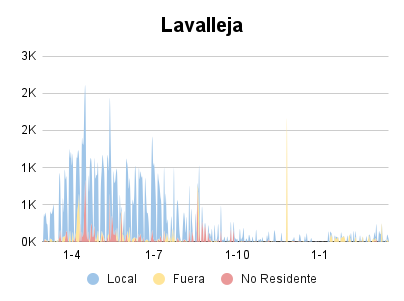 Lavalleja
3K
2K
2K
1K
1K
0K
1-4 1-7 1-10 1-1
Local Fuera No Residente